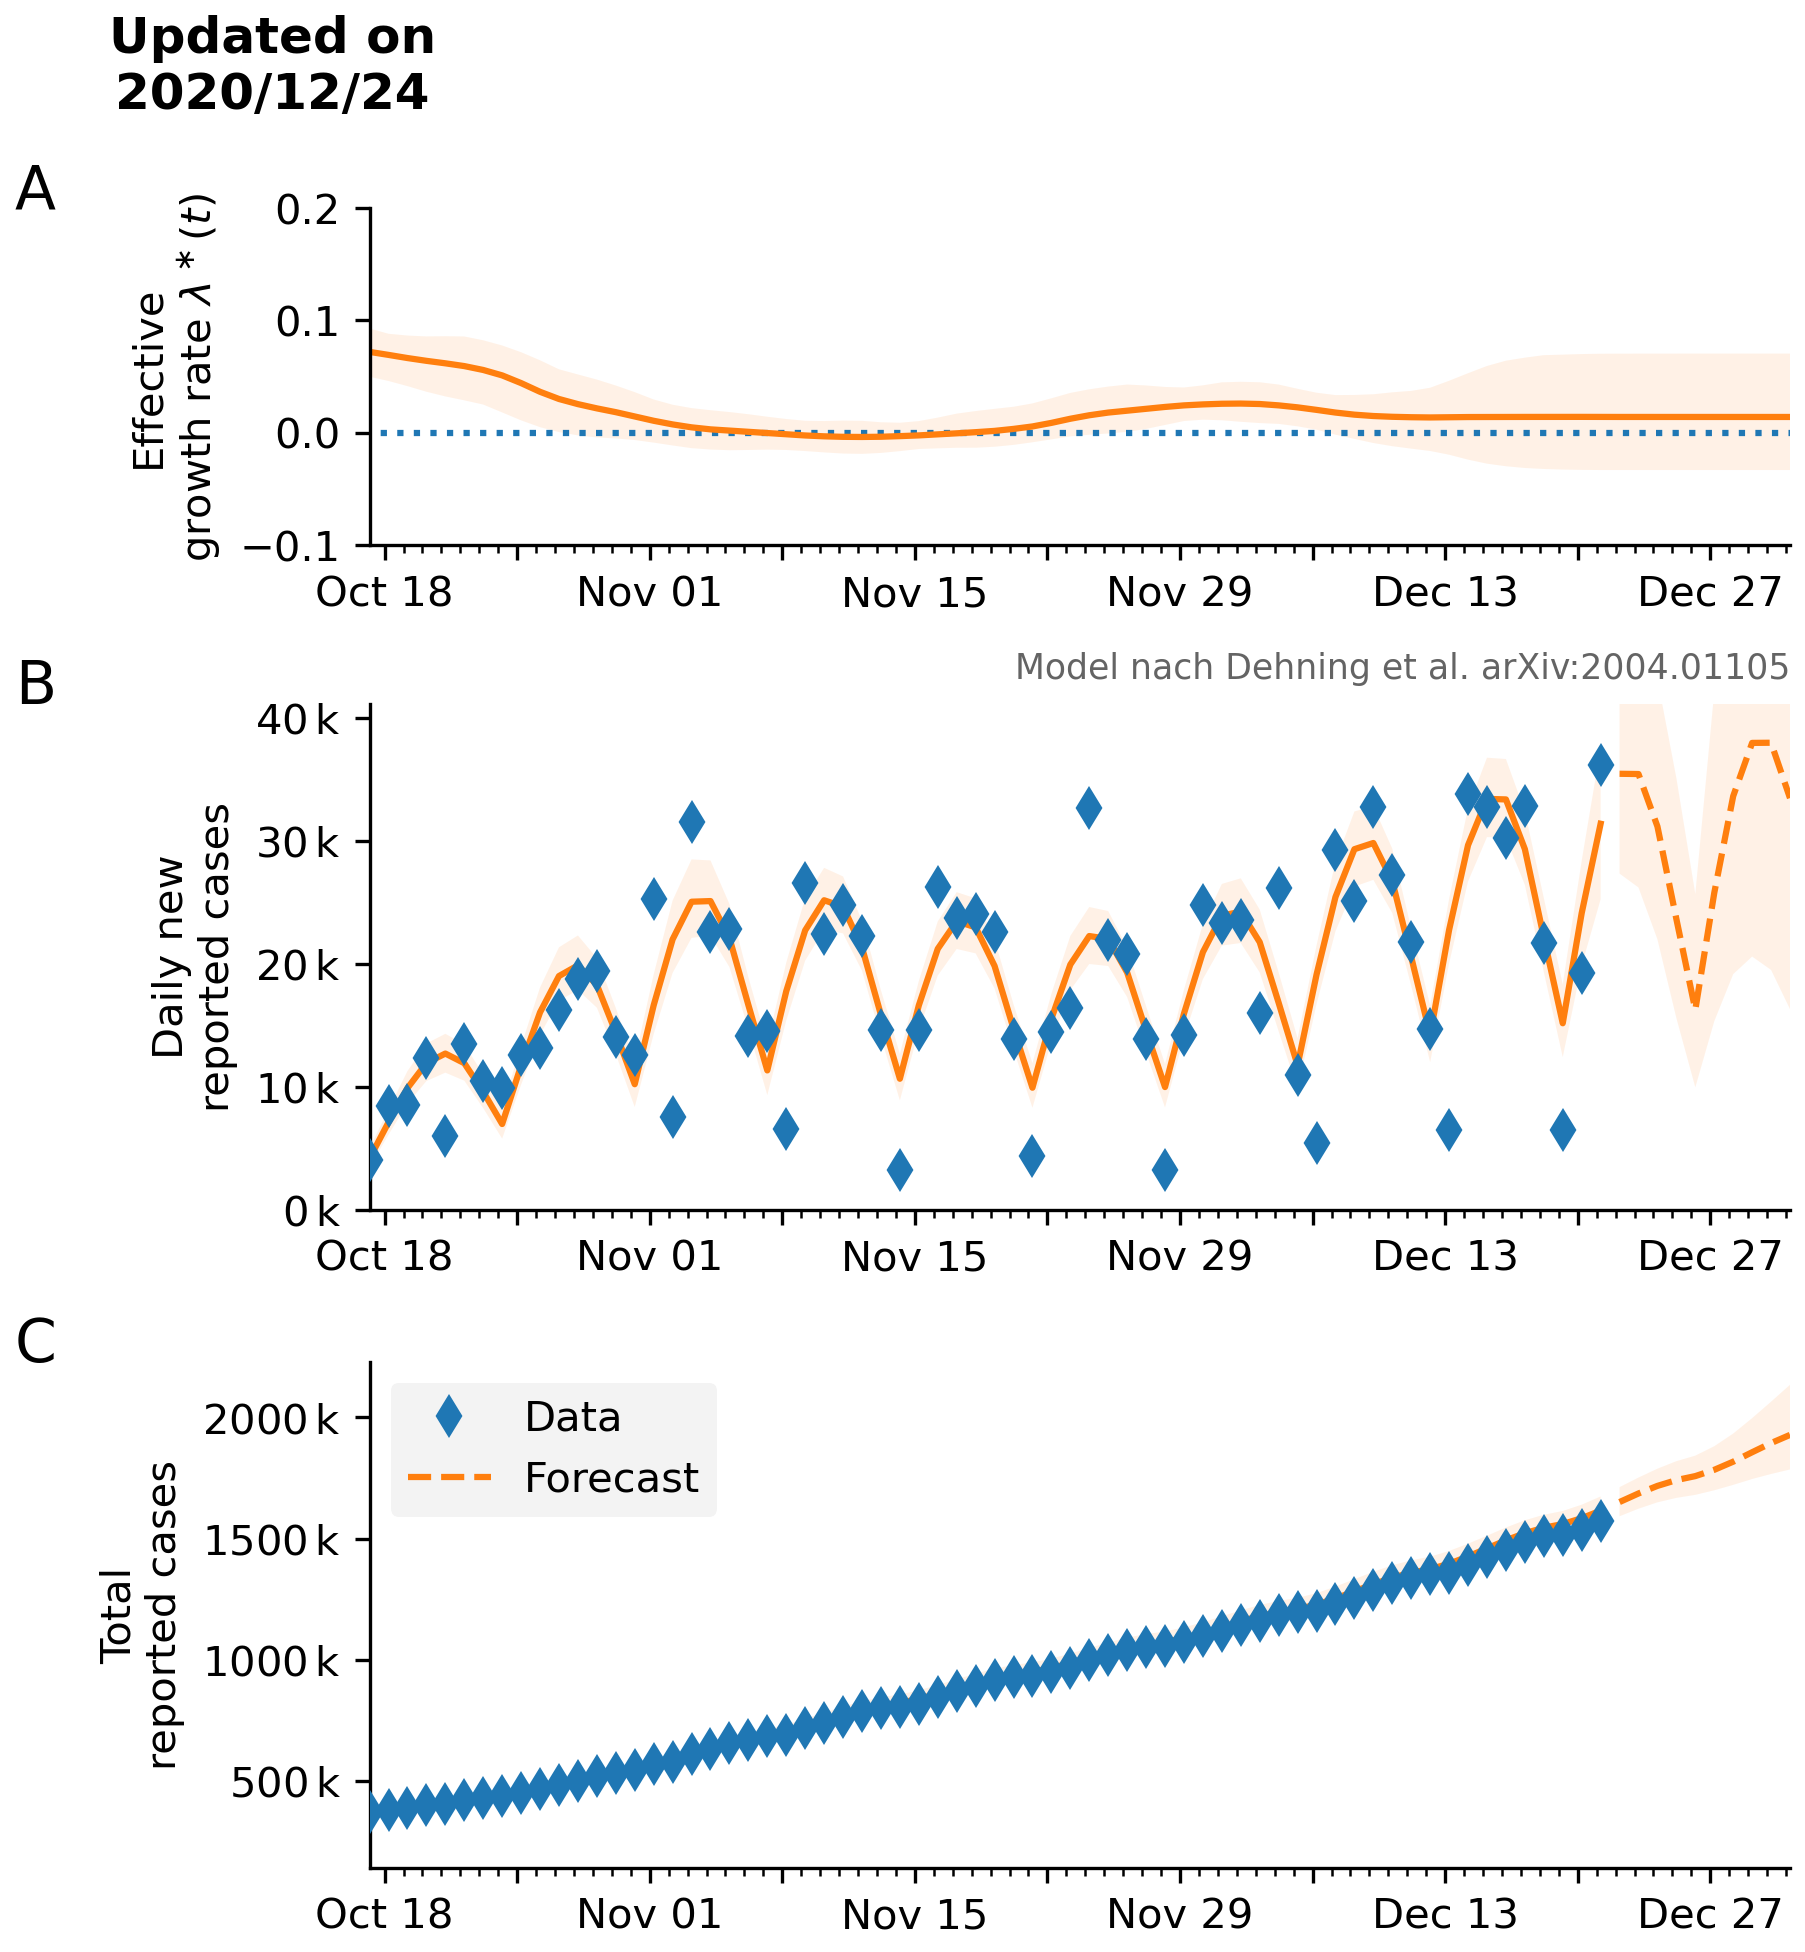 Updated on
2020/12/24
A
Effective
growth rate λ * (t)
0.2
0.1
0.0
−0.1
Oct 18 Nov 01 Nov 15 Nov 29 Dec 13 Dec 27
B
Model nach Dehning et al. arXiv:2004.01105
Daily new
reported cases
40 k
30 k
20 k
10 k
0 k
Oct 18 Nov 01 Nov 15 Nov 29 Dec 13 Dec 27
C
Total
reported cases
2000 k
1500 k
1000 k
500 k
Data
Forecast
Oct 18 Nov 01 Nov 15 Nov 29 Dec 13 Dec 27